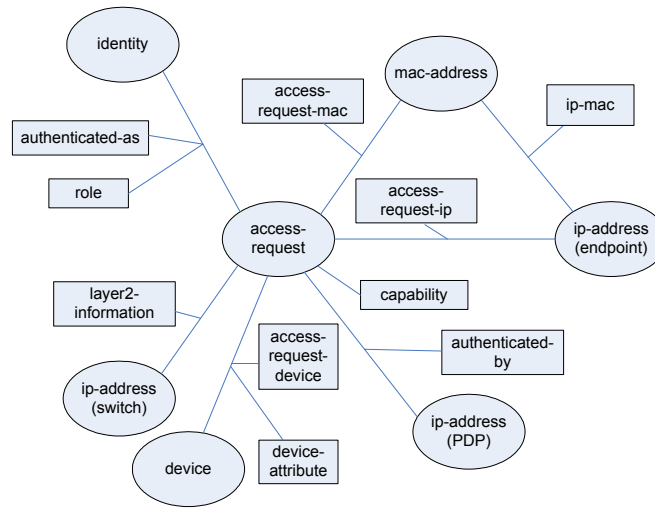 identity
mac-address
access-
request-mac
ip-mac
authenticated-as
role
access-
request-ip
access-
request
ip-address
(endpoint)
layer2-
information
capability
access-
request-
device
authenticated-
by
ip-address
(switch)
ip-address
(PDP)
device
device-
attribute